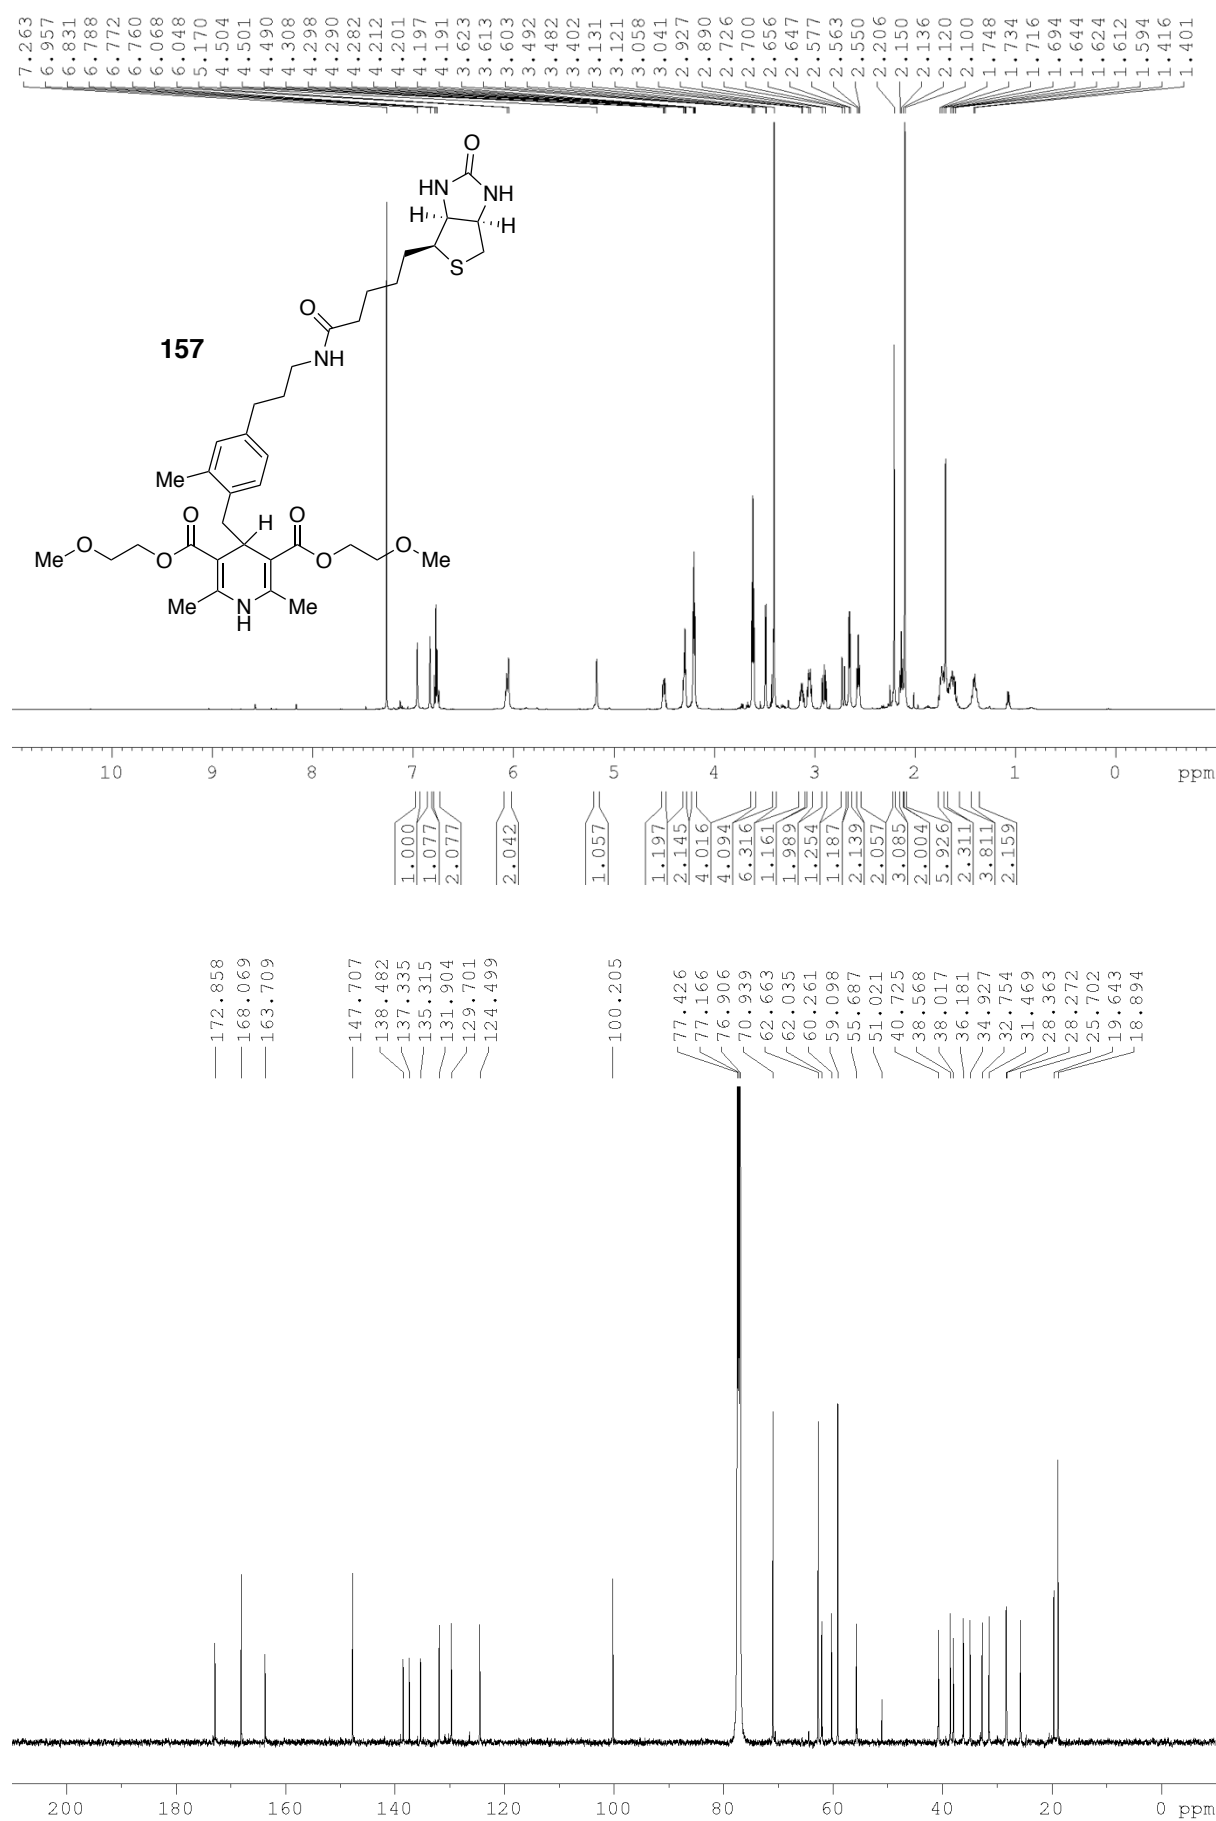 7.263 6.957 6.831 6.788 6.772 6.760 6.068 6.048 5.170 4.504 4.501 4.490 4.308 4.298 4.290 4.282 4.212 4.201 4.191 3.623 3.613 3.603 3.492 3.482 3.402 3.131 3.121 3.058 3.041 2.927 2.890 2.726 2.700 2.656 2.647 2.577 2.563 2.550 2.206 2.150 2.136 2.120 2.100 1.748 1.734 1.716 1.694 1.644 1.624 1.612 1.594 1.416 1.401
O
HN NH
H H
S
O
157
NH
Me
O H O
Me O O O O Me
Me N Me
H
10 9 8 7 6 5 4 3 2 1 0 ppm
1.000 1.077 2.077 2.042 1.057 1.197 2.145 4.016 4.094 6.316 1.161 1.989 1.254 1.187 2.139 2.057 3.085 2.004 5.926 2.311 3.811 2.159
172.858 168.069 163.709 147.707 138.482 137.335 135.315 131.904 129.701 124.499 100.205 77.426 77.166 76.906 70.939 62.663 62.035 60.261 59.098 55.687 51.021 40.725 38.568 38.017 36.181 34.927 32.754 31.469 28.363 28.272 25.702 19.643 18.894
200 180 160 140 120 100 80 60 40 20 0 ppm